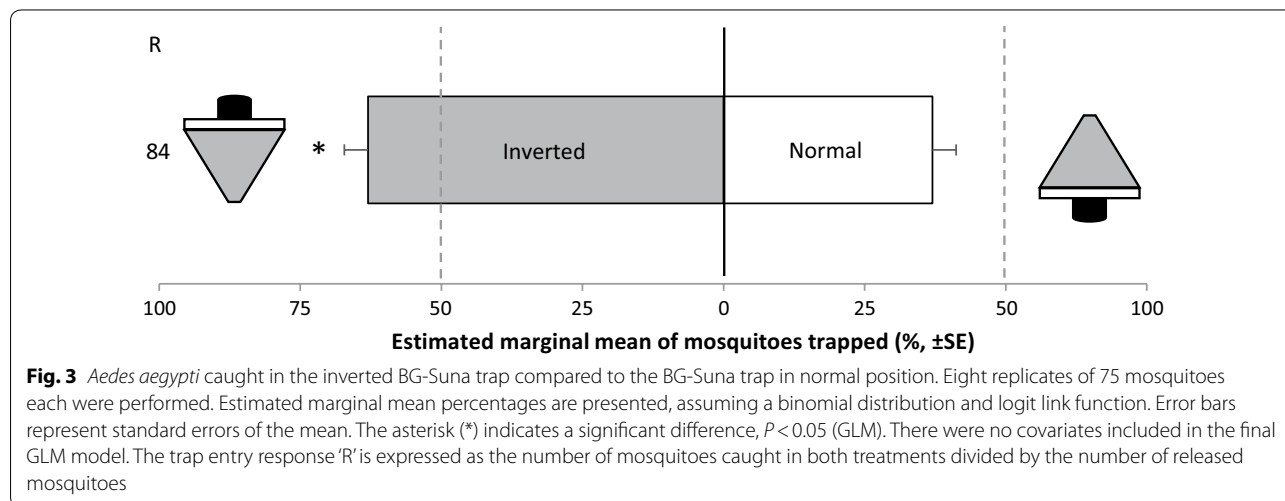 R
84
*
Inverted
Normal
100 75 50 25 0 25 50 100
Estimated marginal mean of mosquitoes trapped (%, ±SE)
Fig. 3 Aedes aegypti caught in the inverted BG-Suna trap compared to the BG-Suna trap in normal position. Eight replicates of 75 mosquitoes
each were performed. Estimated marginal mean percentages are presented, assuming a binomial distribution and logit link function. Error bars
represent standard errors of the mean. The asterisk (*) indicates a significant difference, P < 0.05 (GLM). There were no covariates included in the final
GLM model. The trap entry response ‘R’ is expressed as the number of mosquitoes caught in both treatments divided by the number of released
mosquitoes